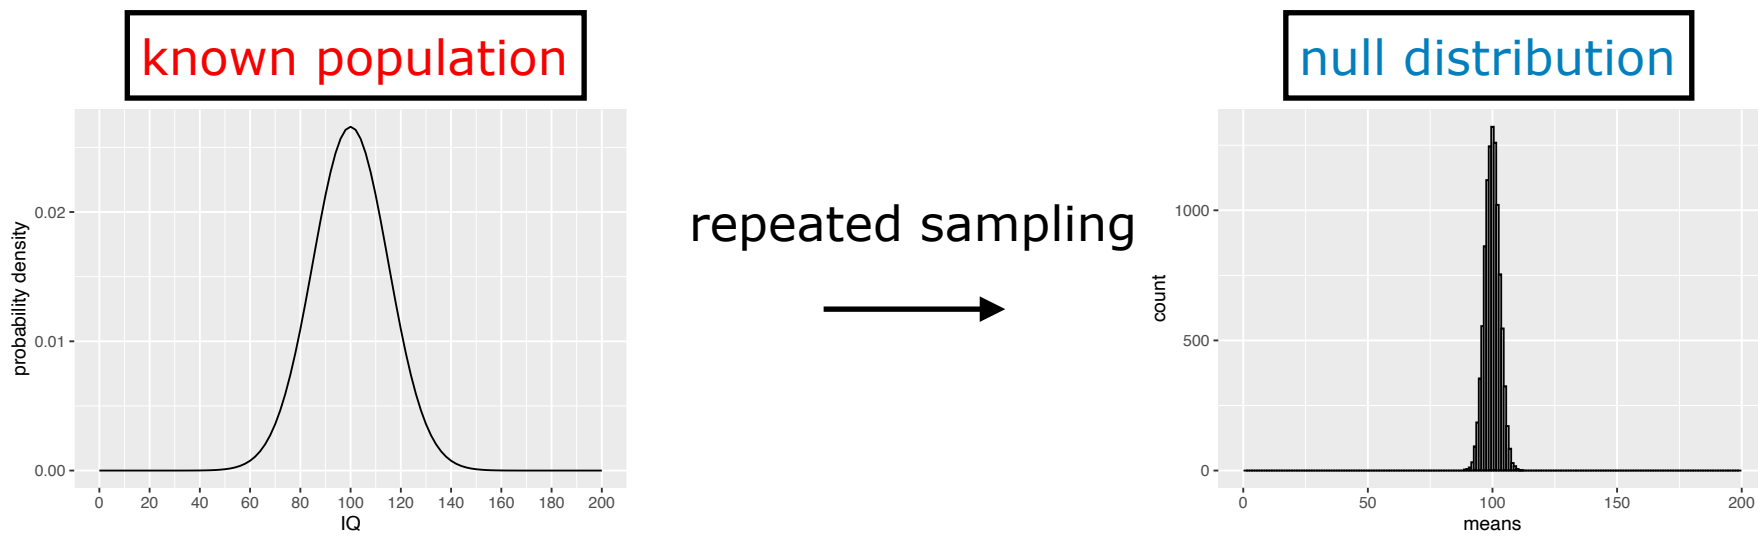 known population
null distribution
probability density
0.02
0.01
0.00
0 20 40 60 80 100 120 140 160 180 200
IQ
repeated sampling
count
1000
500
0
0 50 100 150 200
means